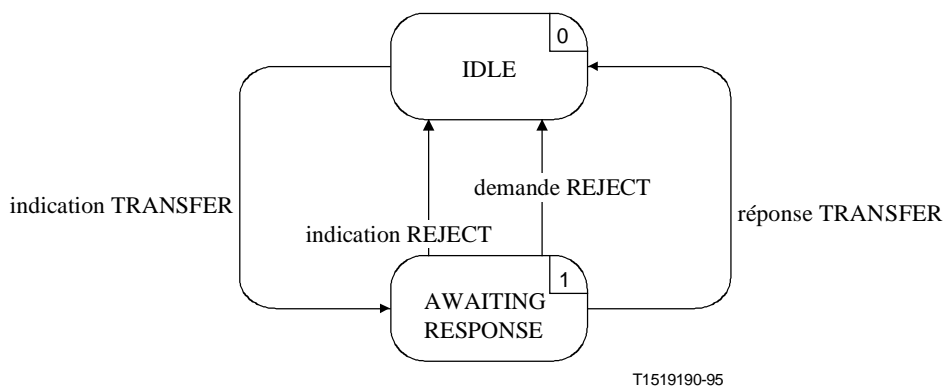 0
IDLE
indication TRANSFER
demande REJECT
indication REJECT
réponse TRANSFER
1
AWAITING
RESPONSE
T1519190-95